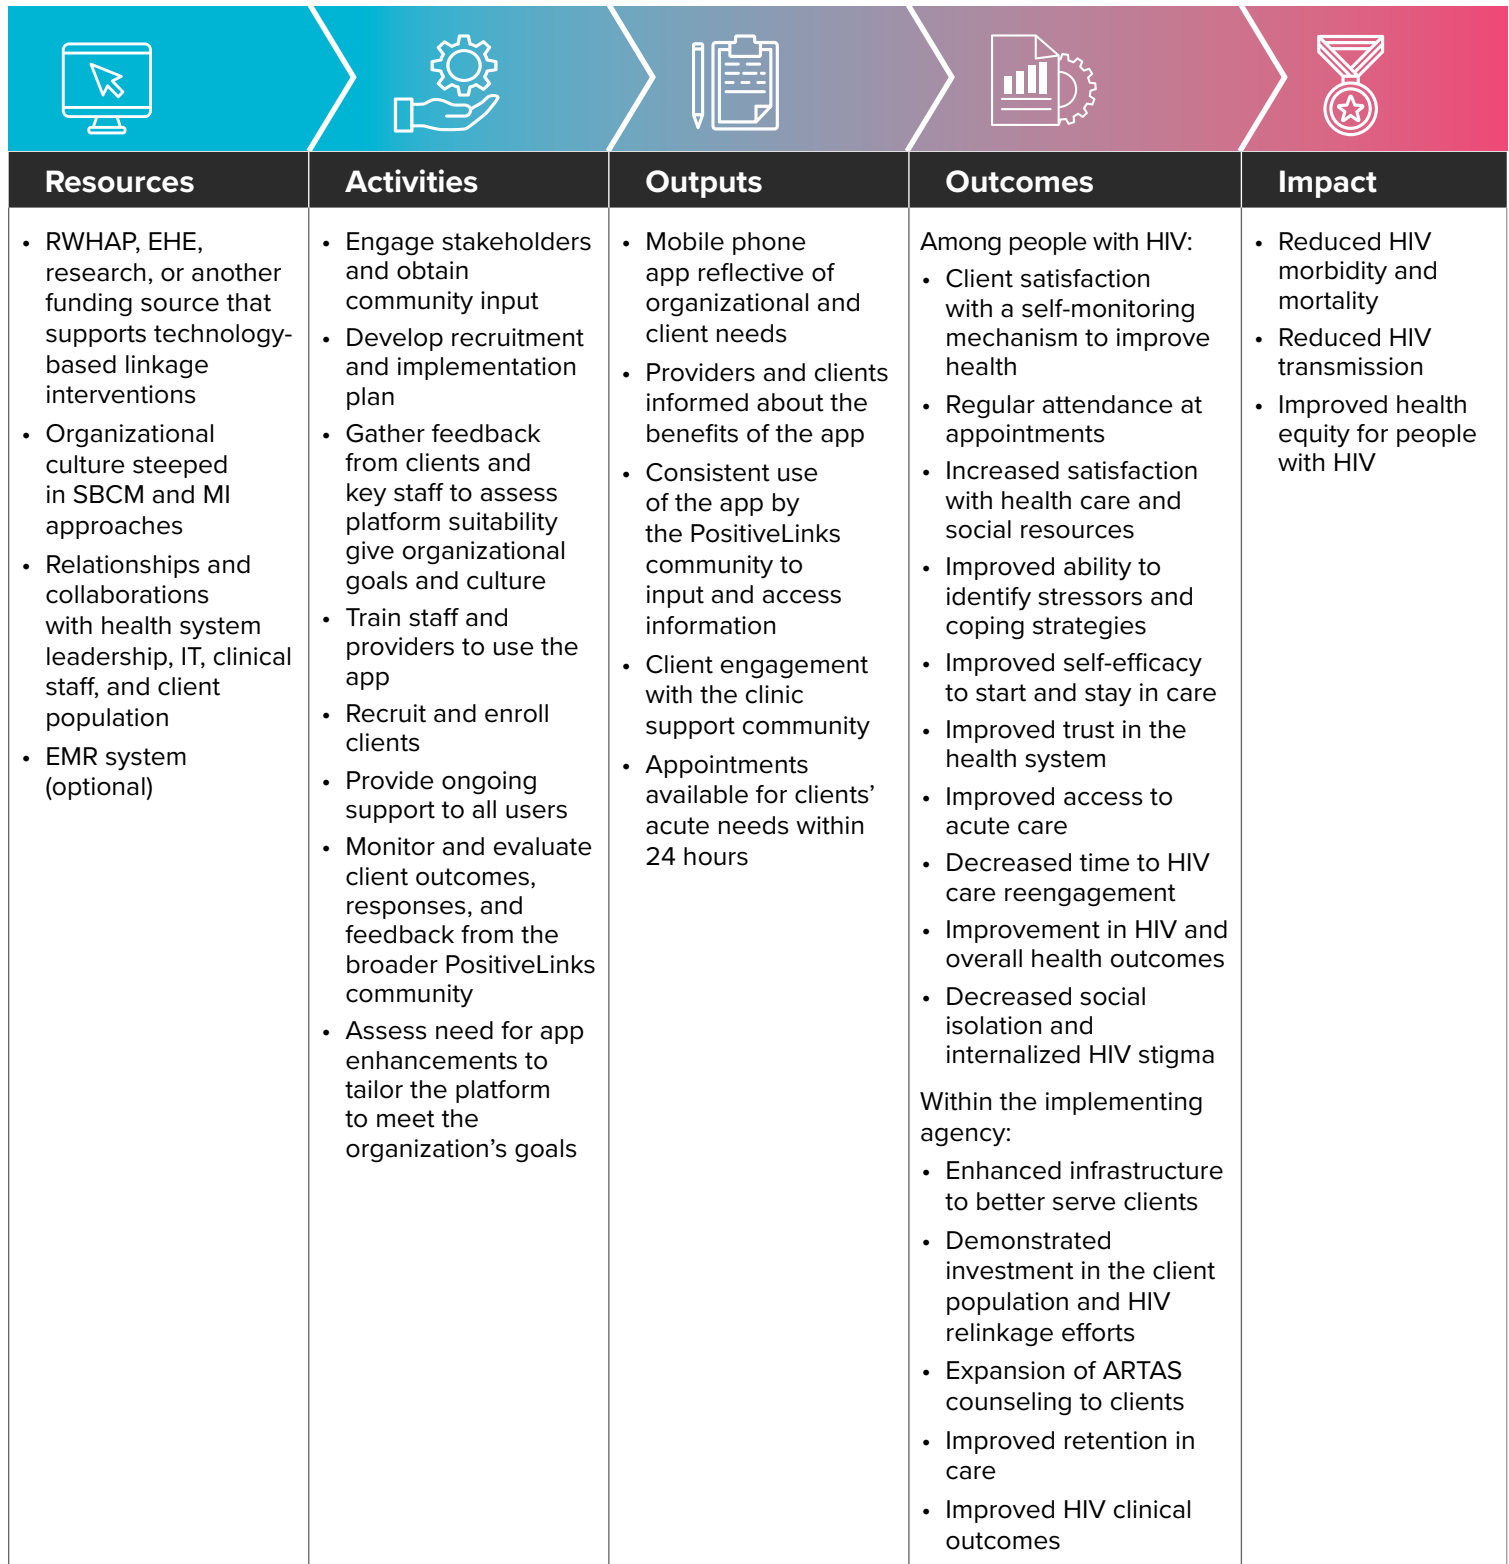 Resources
Activities
Outputs
Outcomes
Impact
• RWHAP, EHE,
research, or another
funding source that
supports technology-
based linkage
interventions
• Organizational
culture steeped
in SBCM and MI
approaches
• Relationships and
collaborations
with health system
leadership, IT, clinical
staff, and client
population
• EMR system
(optional)
• Engage stakeholders
and obtain
community input
• Develop recruitment
and implementation
plan
• Gather feedback
from clients and
key staff to assess
platform suitability
give organizational
goals and culture
• Train staff and
providers to use the
app
• Recruit and enroll
clients
• Provide ongoing
support to all users
• Monitor and evaluate
client outcomes,
responses, and
feedback from the
broader PositiveLinks
community
• Assess need for app
enhancements to
tailor the platform
to meet the
organization’s goals
• Mobile phone
app reflective of
organizational and
client needs
• Providers and clients
informed about the
benefits of the app
• Consistent use
of the app by
the PositiveLinks
community to
input and access
information
• Client engagement
with the clinic
support community
• Appointments
available for clients’
acute needs within
24 hours
Among people with HIV:
• Client satisfaction
with a self-monitoring
mechanism to improve
health
• Regular attendance at
appointments
• Increased satisfaction
with health care and
social resources
• Improved ability to
identify stressors and
coping strategies
• Improved self-efficacy
to start and stay in care
• Improved trust in the
health system
• Improved access to
acute care
• Decreased time to HIV
care reengagement
• Improvement in HIV and
overall health outcomes
• Decreased social
isolation and
internalized HIV stigma
Within the implementing
agency:
• Enhanced infrastructure
to better serve clients
• Demonstrated
investment in the client
population and HIV
relinkage efforts
• Expansion of ARTAS
counseling to clients
• Improved retention in
care
• Improved HIV clinical
outcomes
• Reduced HIV
morbidity and
mortality
• Reduced HIV
transmission
• Improved health
equity for people
with HIV